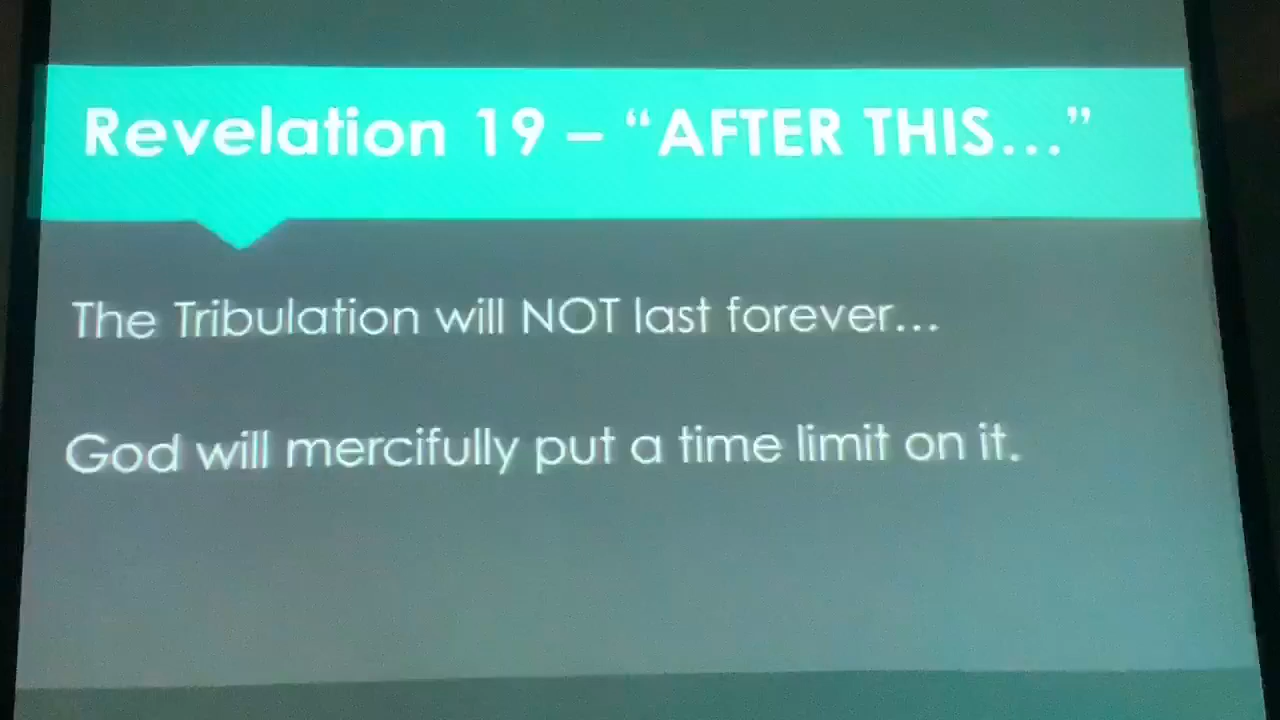 Revelation 19 – “AFTER THIS…”
The Tribulation will NOT last forever…
God will mercifully put a time limit on it.